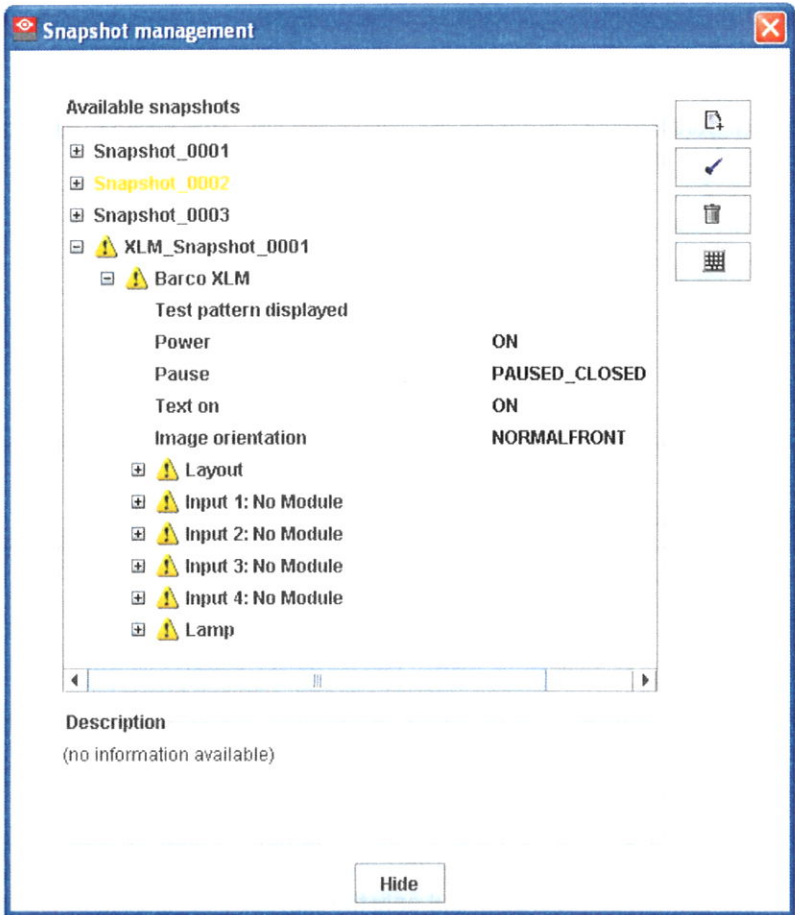 Snapshot management
Available snapshots
Snapshot_0001
Snapshot_0002
Snapshot_0003
XLM_Snapshot_0001
Barco XLM
Test pattern displayed
Power ON
Pause PAUSED_CLOSED
Text on ON
Image orientation NORMALFRONT
Layout
Input 1: No Module
Input 2: No Module
Input 3: No Module
Input 4: No Module
Lamp
Description
(no information available)
Hide